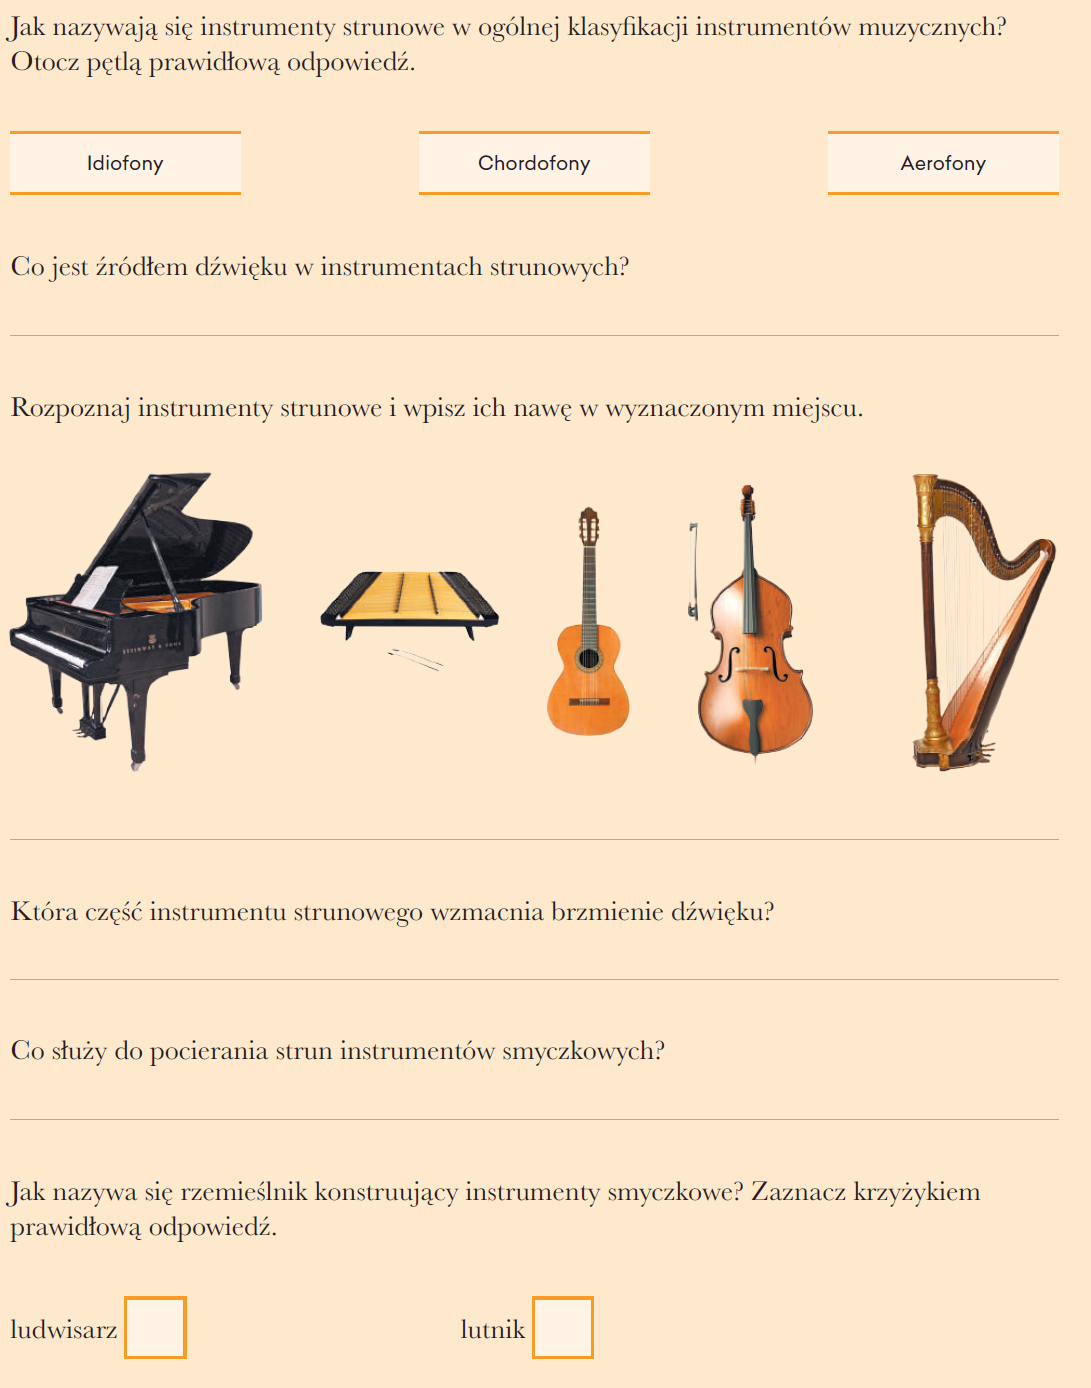 Jak nazywają się instrumenty strunowe w ogólnej klasyfikacji instrumentów muzycznych?
Otocz pętlą prawidłową odpowiedź.
Idiofony
Chordofony
Aerofony
Co jest źródłem dźwięku w instrumentach strunowych?
Rozpoznaj instrumenty strunowe i wpisz ich nawę w wyznaczonym miejscu.
STEINWAY & SONS
Która część instrumentu strunowego wzmacnia brzmienie dźwięku?
Co służy do pocierania strun instrumentów smyczkowych?
Jak nazywa się rzemieślnik konstruujący instrumenty smyczkowe? Zaznacz krzyżykiem
prawidłową odpowiedź.
ludwisarz
lutnik